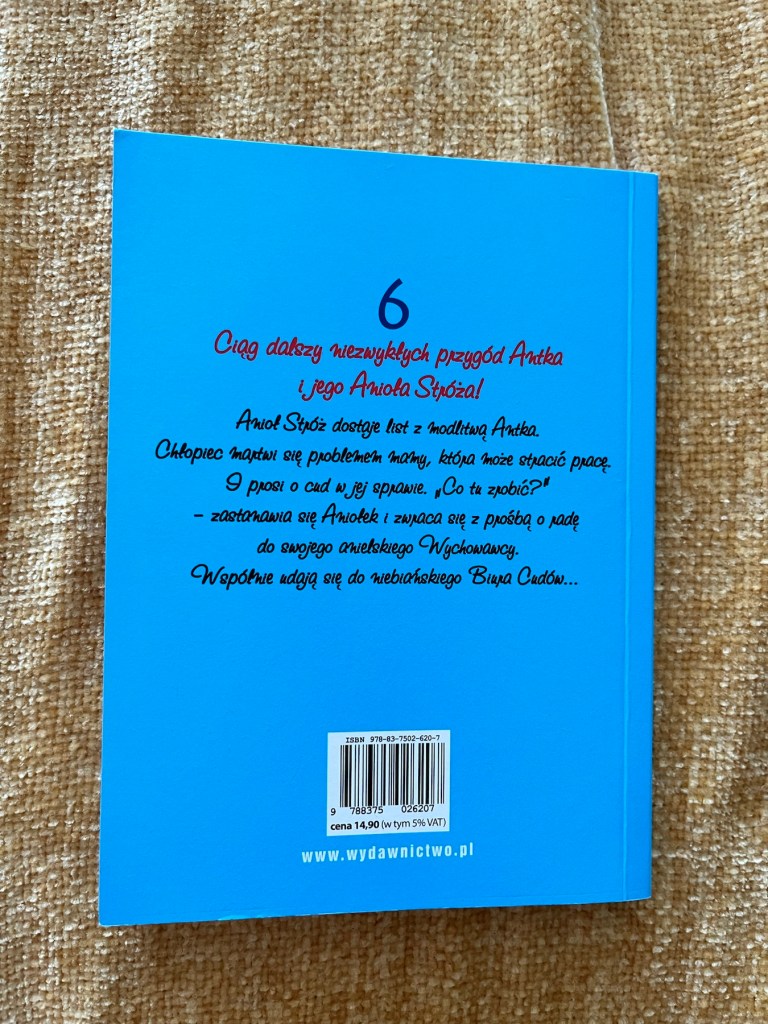 6
Ciąg dalszy niezwykłych przygód Antka
i jego Anioła Stróża!
Anioł Stróż dostaje list z modlitwą Antka.
Chłopiec martwi się problemem mamy, która może stracić pracę.
I prosi o cud w jej sprawie. „Co tu zrobić?”
– zastanawia się Aniołek i zwraca się z prośbą o radę
do swojego anielskiego Wychowawcy.
Wspólnie udają się do niebiańskiego Biura Cudów...
ISBN 978-83-7502-620-7
9 788375 026207
cena 14,90 (w tym 5% VAT)
www.wydawnictwo.pl